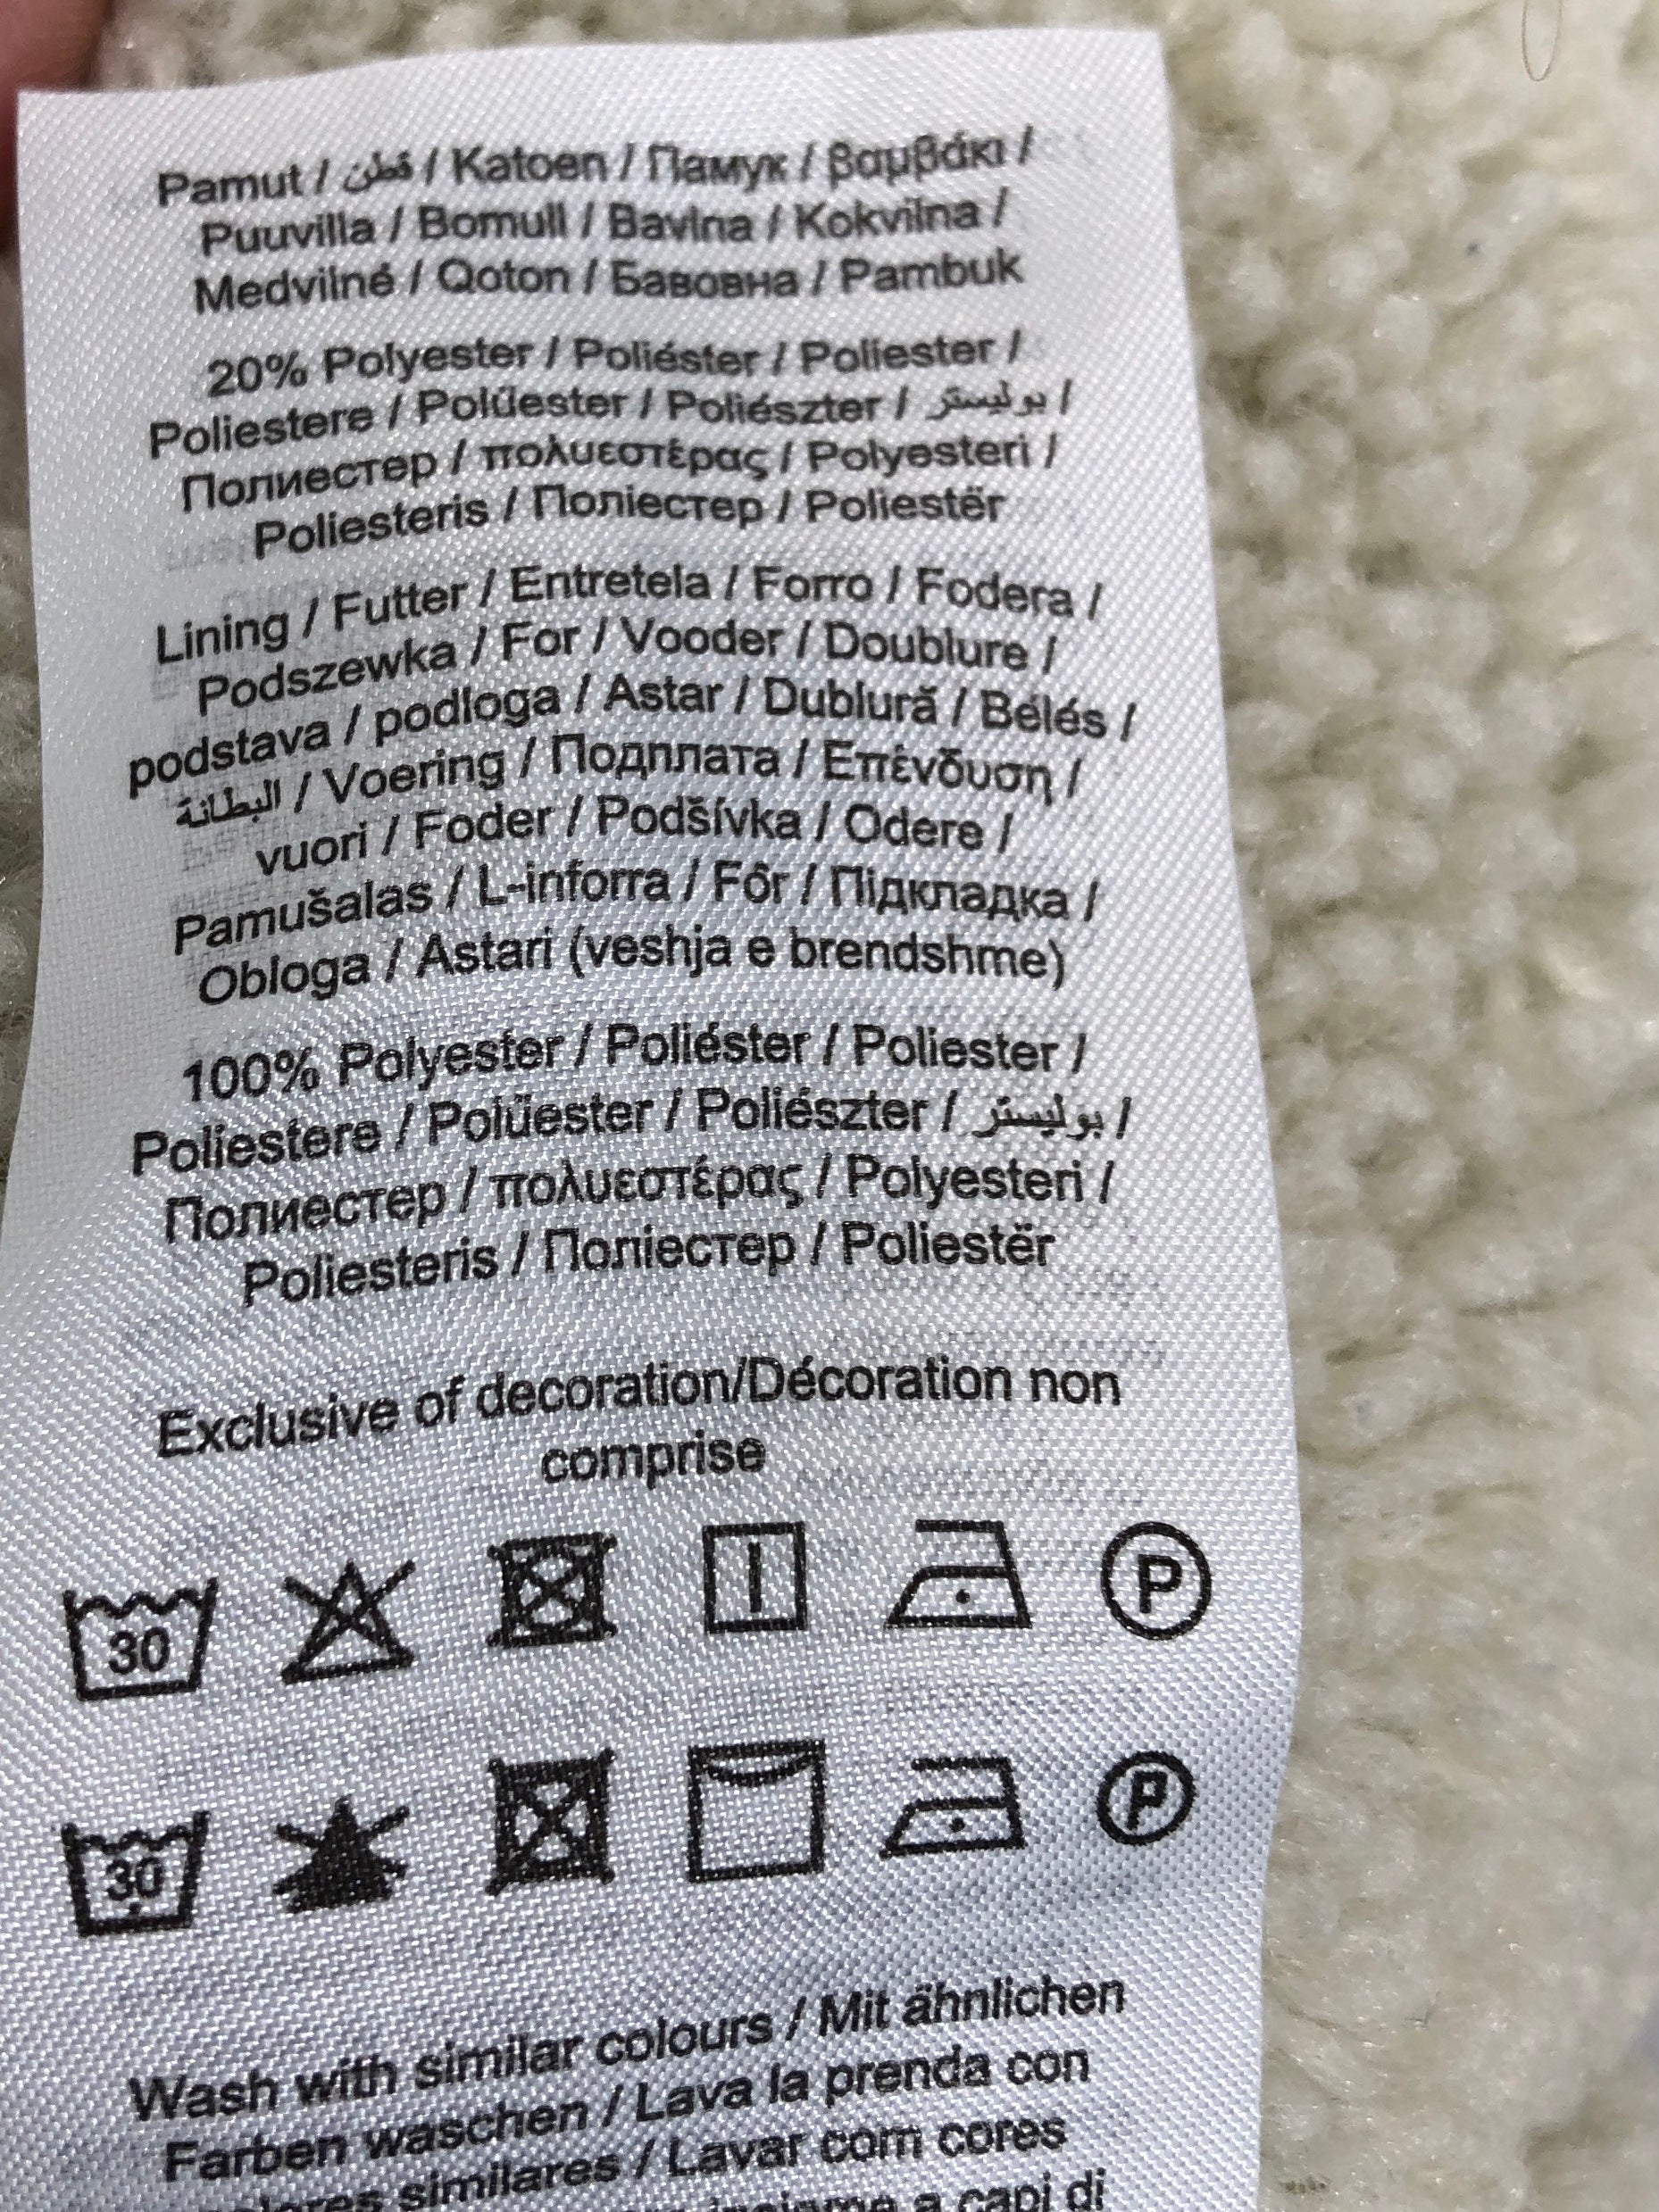 Pamut / قطن / Katoen / Памук / βαμβάκι /
Puuvilla / Bomull / Bavlna / Kokvilna /
Medvilné / Qoton / Бавовна / Pambuk
20% Polyester / Poliéster / Poliester /
Poliestere / Polüester / Poliészter / بوليستر /
Полиестер / πολυεστέρας / Polyesteri /
Poliesteris / Поліестер / Poliestër
Lining / Futter / Entretela / Forro / Fodera /
Podszewka / For / Vooder / Doublure /
podstava / podloga / Astar / Dublură / Bélés /
البطانة / Voering / Подплата / Επένδυση /
vuori / Foder / Podšívka / Odere /
Pamušalas / L-inforra / Fôr / Підкладка /
Obloga / Astari (veshja e brendshme)
100% Polyester / Poliéster / Poliester /
Poliestere / Polüester / Poliészter / بوليستر /
Полиестер / πολυεστέρας / Polyesteri /
Poliesteris / Поліестер / Poliestër
Exclusive of decoration/Décoration non
comprise
30 P
30 P
Wash with similar colours / Mit ähnlichen
Farben waschen / Lava la prenda con
similares / Lavar com cores
a capi di